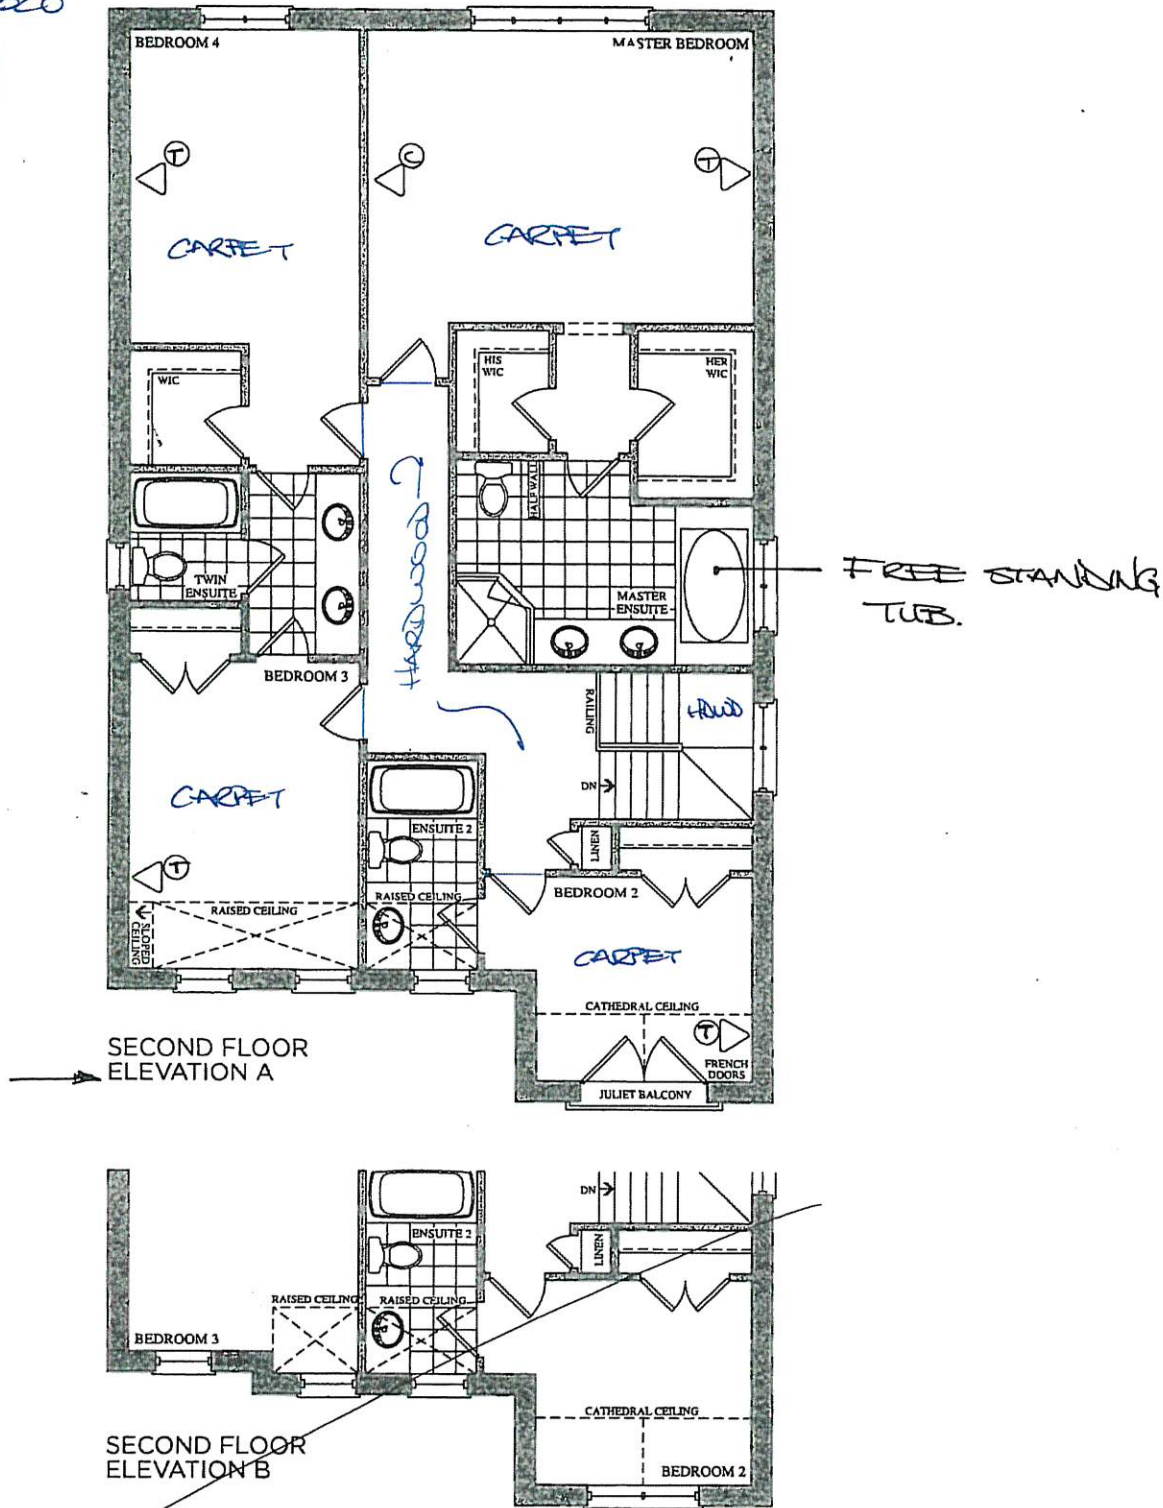 BEDROOM 4
MASTER BEDROOM
T
C
T
CARPET
CARPET
WIC
HIS
WIC
HER
WIC
HALF WALL
HARDWOOD
TWIN
ENSUITE
MASTER
ENSUITE
FREE STANDING
TUB.
BEDROOM 3
RAILING
HDWD
DN
CARPET
ENSUITE 2
LINEN
T
BEDROOM 2
RAISED CEILING
RAISED CEILING
SLOPED
CEILING
CARPET
CATHEDRAL CEILING
T
FRENCH
DOORS
JULIET BALCONY
SECOND FLOOR
ELEVATION A
DN
ENSUITE 2
LINEN
RAISED CEILING
RAISED CEILING
BEDROOM 3
CATHEDRAL CEILING
BEDROOM 2
SECOND FLOOR
ELEVATION B